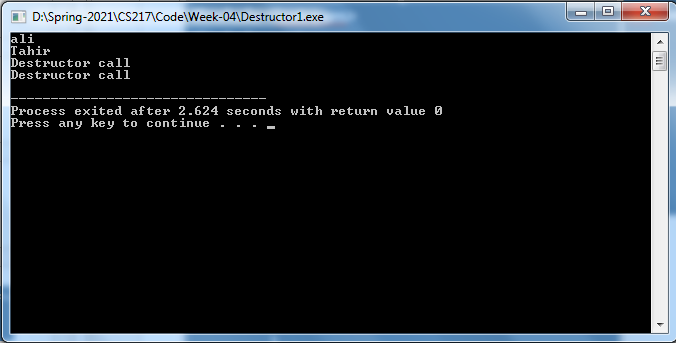 D:\Spring-2021\CS217\Code\Week-04\Destructor1.exe
ali
Tahir
Destructor call
Destructor call
--------------------------------
Process exited after 2.624 seconds with return value 0
Press any key to continue . . . _